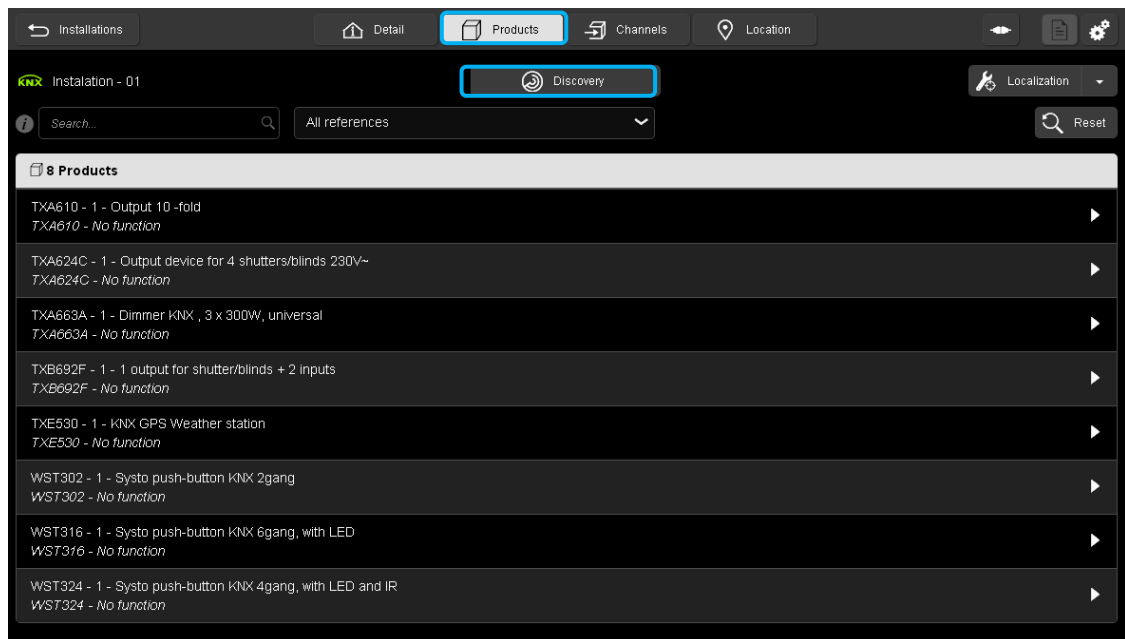 Installations
Detail
Products
Channels
Location
KNX Instalation - 01
Discovery
Localization
i Search...
All references
Reset
8 Products
TXA610 - 1 - Output 10 -fold
TXA610 - No function
TXA624C - 1 - Output device for 4 shutters/blinds 230V~
TXA624C - No function
TXA663A - 1 - Dimmer KNX , 3 x 300W, universal
TXA663A - No function
TXB692F - 1 - 1 output for shutter/blinds + 2 inputs
TXB692F - No function
TXE530 - 1 - KNX GPS Weather station
TXE530 - No function
WST302 - 1 - Systo push-button KNX 2gang
WST302 - No function
WST316 - 1 - Systo push-button KNX 6gang, with LED
WST316 - No function
WST324 - 1 - Systo push-button KNX 4gang, with LED and IR
WST324 - No function